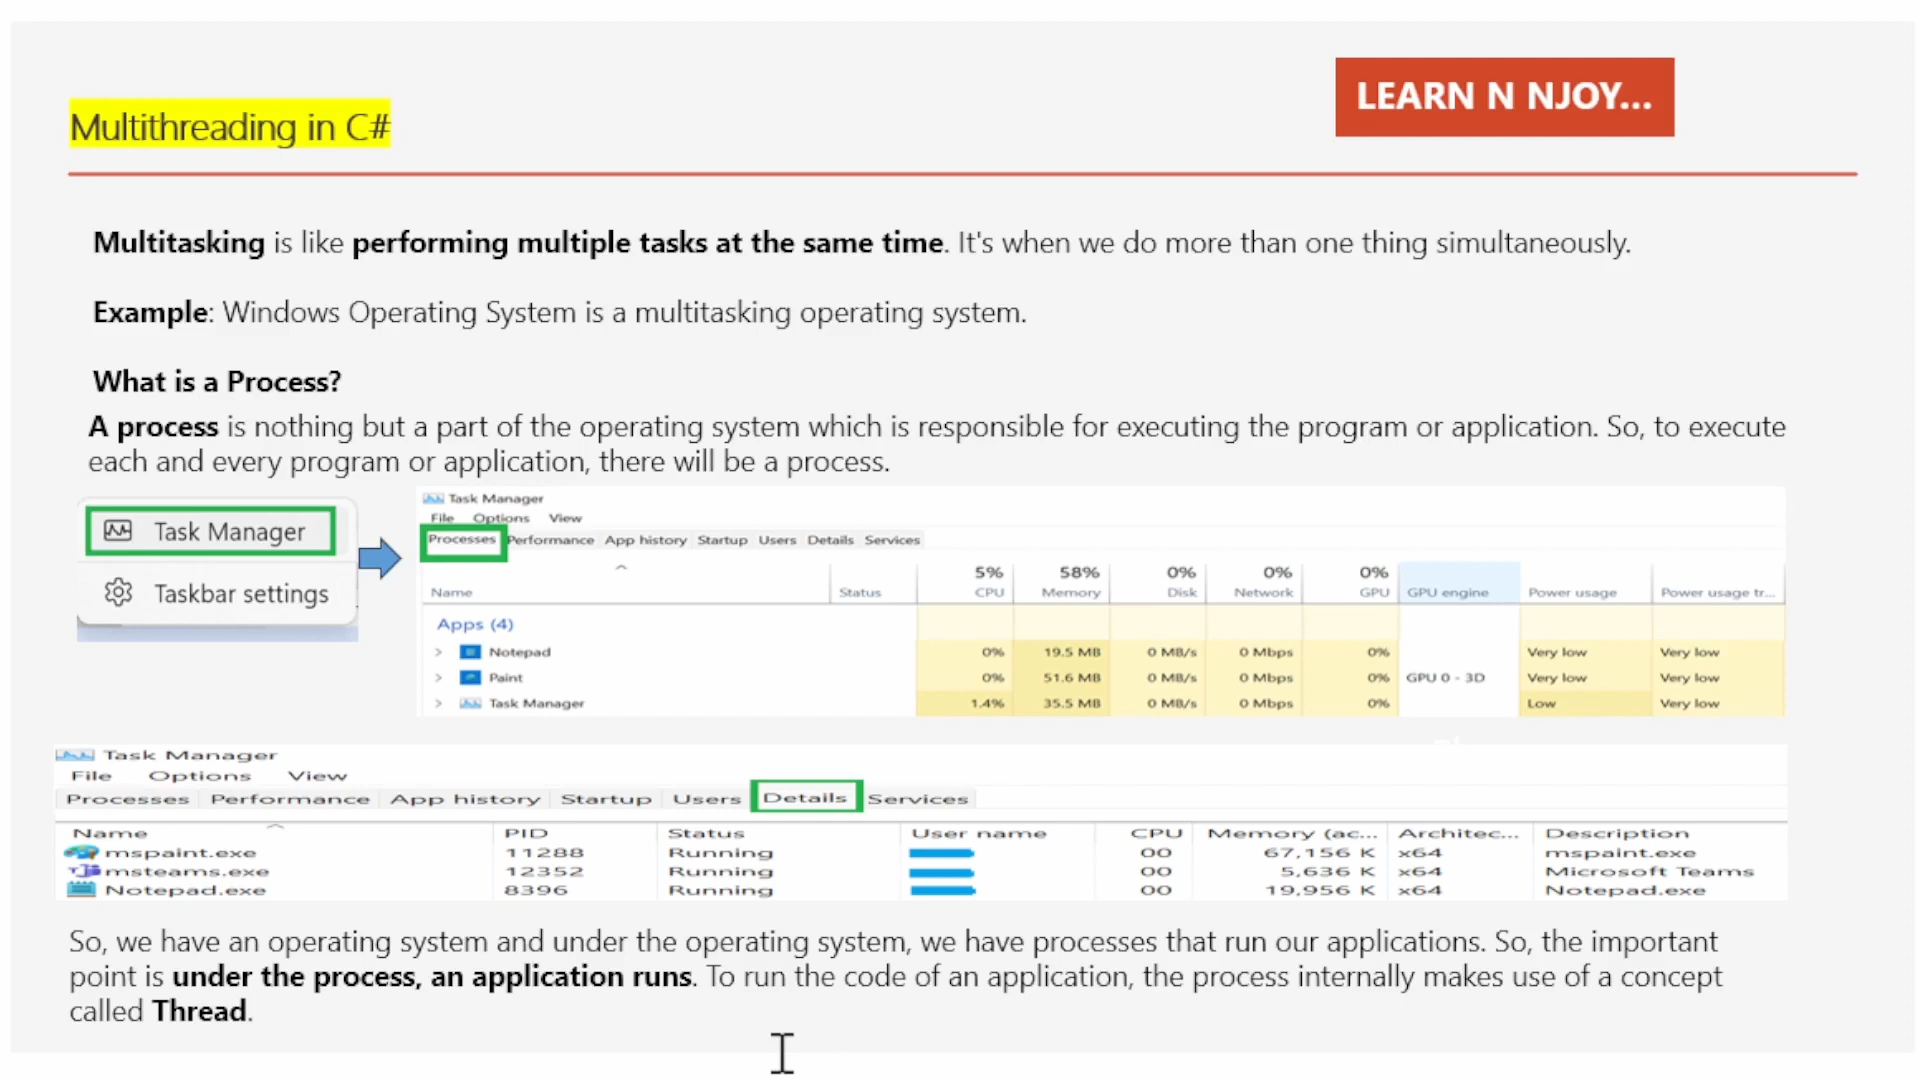 LEARN N NJOY...
Multithreading in C#
Multitasking is like performing multiple tasks at the same time. It's when we do more than one thing simultaneously.
Example: Windows Operating System is a multitasking operating system.
What is a Process?
A process is nothing but a part of the operating system which is responsible for executing the program or application. So, to execute
each and every program or application, there will be a process.
Task Manager
Taskbar settings
Task Manager
File Options View
Processes Performance App history Startup Users Details Services
5% 58% 0% 0% 0%
Name Status CPU Memory Disk Network GPU GPU engine Power usage Power usage tr...
Apps (4)
Notepad 0% 19.5 MB 0 MB/s 0 Mbps 0% Very low Very low
Paint 0% 51.6 MB 0 MB/s 0 Mbps 0% GPU 0 - 3D Very low Very low
Task Manager 1.4% 35.5 MB 0 MB/s 0 Mbps 0% Low Very low
Task Manager
File Options View
Processes Performance App history Startup Users Details Services
Name PID Status User name CPU Memory (ac... Architec... Description
mspaint.exe 11288 Running 00 67,156 K x64 mspaint.exe
msteams.exe 12352 Running 00 5,636 K x64 Microsoft Teams
Notepad.exe 8396 Running 00 19,956 K x64 Notepad.exe
So, we have an operating system and under the operating system, we have processes that run our applications. So, the important
point is under the process, an application runs. To run the code of an application, the process internally makes use of a concept
called Thread.